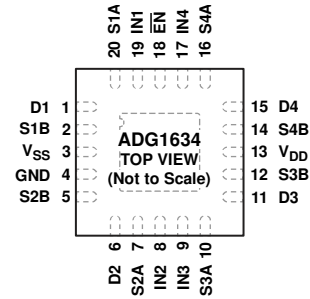 20 S1A
19 IN1
18 EN
17 IN4
16 S4A
D1 1
S1B 2
VSS 3
GND 4
S2B 5
ADG1634
TOP VIEW
(Not to Scale)
15 D4
14 S4B
13 VDD
12 S3B
11 D3
D2 6
S2A 7
IN2 8
IN3 9
S3A 10